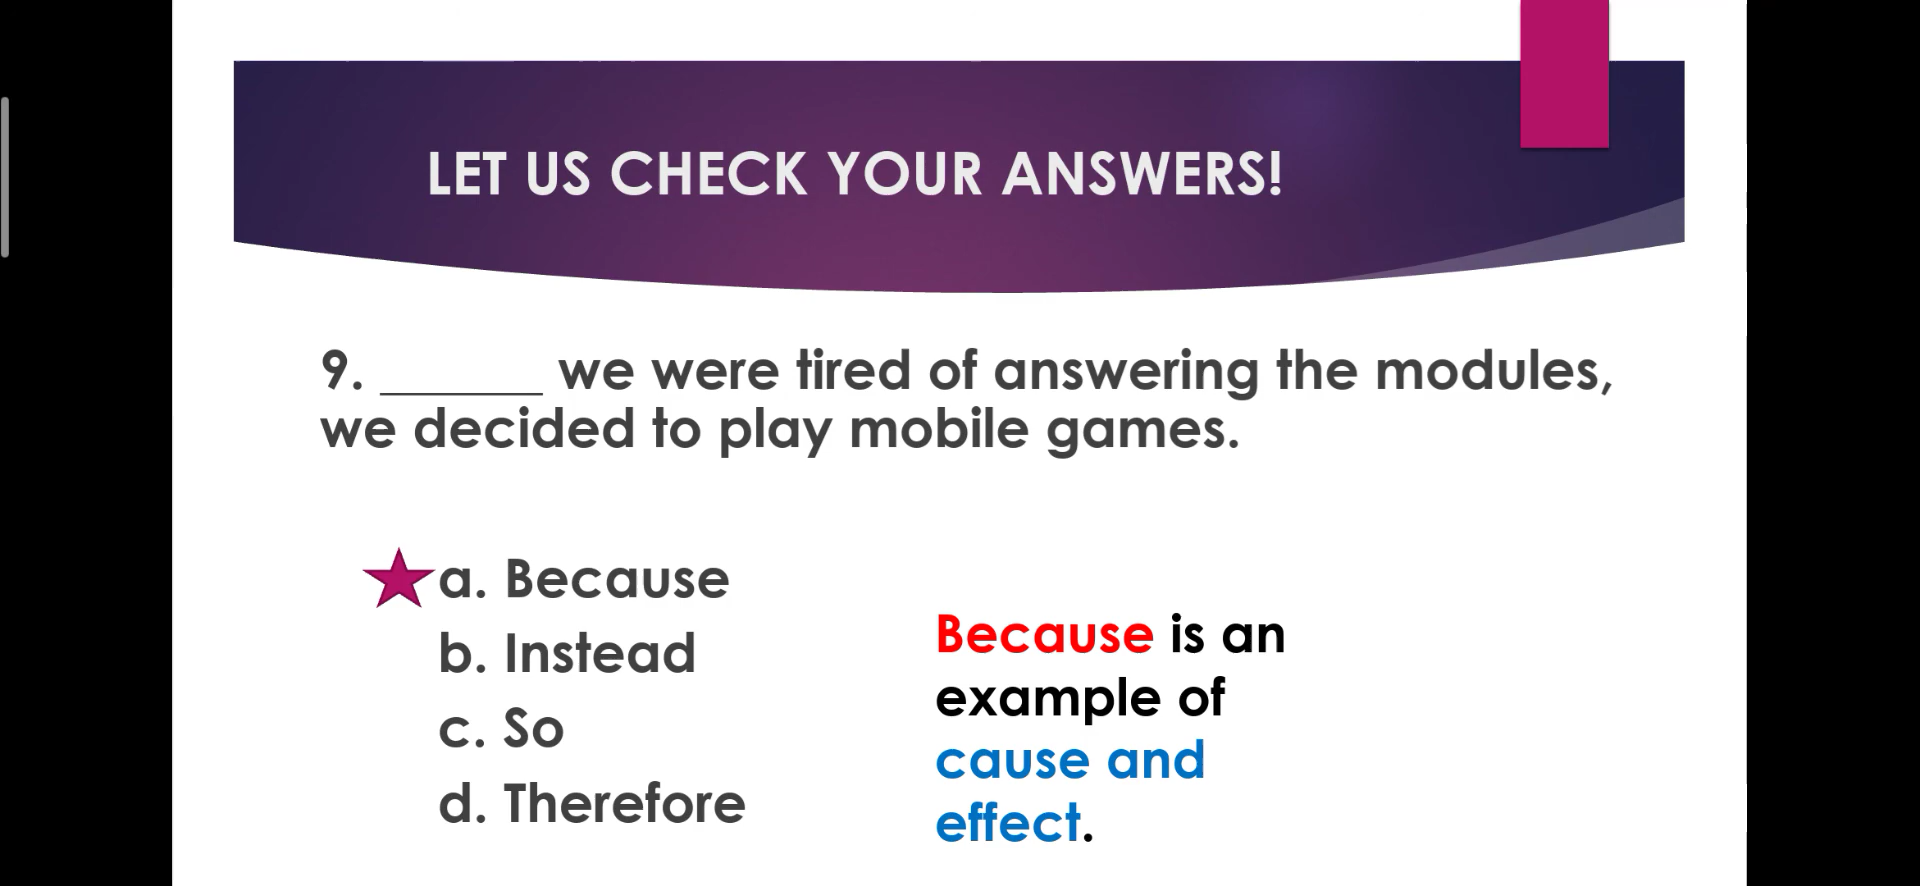 LET US CHECK YOUR ANSWERS!
9. ______ we were tired of answering the modules,
we decided to play mobile games.
a. Because
b. Instead
c. So
d. Therefore
Because is an
example of
cause and
effect.